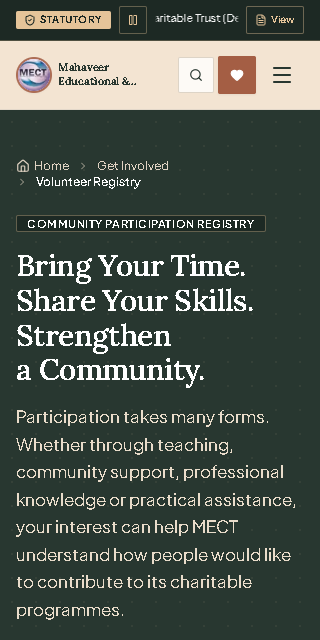 STATUTORY
aritable Trust (De
View
MECT
Mahaveer
Educational &...
Home > Get Involved
> Volunteer Registry
COMMUNITY PARTICIPATION REGISTRY
Bring Your Time.
Share Your Skills.
Strengthen
a Community.
Participation takes many forms.
Whether through teaching,
community support, professional
knowledge or practical assistance,
your interest can help MECT
understand how people would like
to contribute to its charitable
programmes.